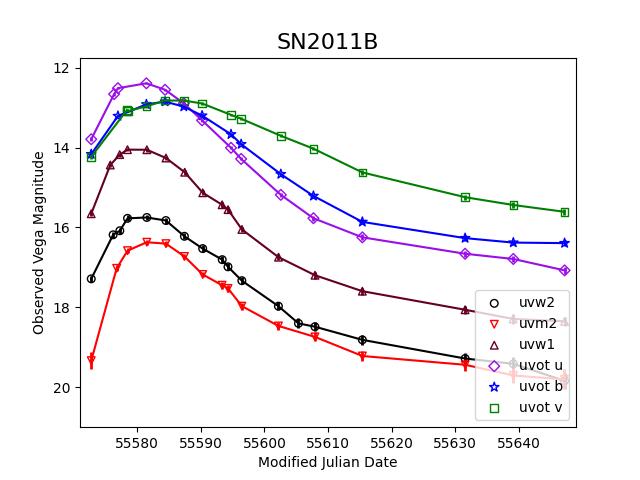 SN2011B
12
14
16
18
20
Observed Vega Magnitude
55580 55590 55600 55610 55620 55630 55640
Modified Julian Date
uvw2
uvm2
uvw1
uvot u
uvot b
uvot v